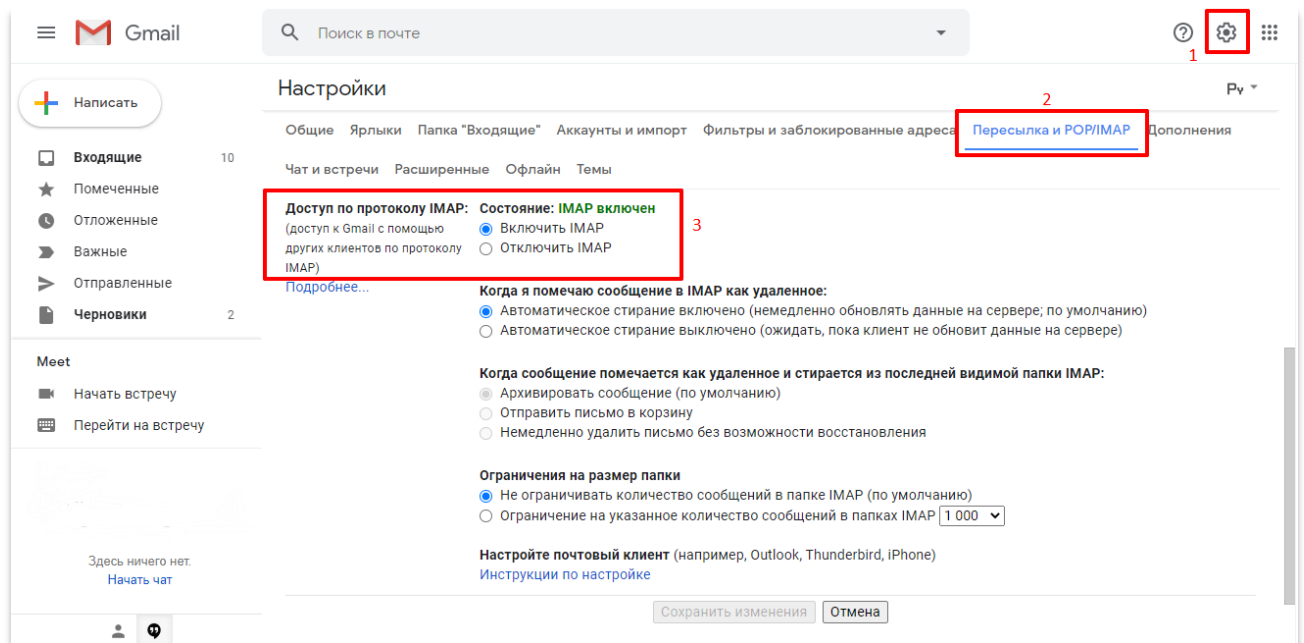 Gmail
Поиск в почте
1
Написать
Настройки
Ру
2
Общие Ярлыки Папка "Входящие" Аккаунты и импорт Фильтры и заблокированные адреса Пересылка и POP/IMAP Дополнения
Чат и встречи Расширенные Офлайн Темы
Входящие 10
Помеченные
Отложенные
Важные
Отправленные
Черновики 2
Meet
Начать встречу
Перейти на встречу
Здесь ничего нет.
Начать чат
Доступ по протоколу IMAP:
(доступ к Gmail с помощью
других клиентов по протоколу
IMAP)
Подробнее...
Состояние: IMAP включен
Включить IMAP
Отключить IMAP
3
Когда я помечаю сообщение в IMAP как удаленное:
Автоматическое стирание включено (немедленно обновлять данные на сервере; по умолчанию)
Автоматическое стирание выключено (ожидать, пока клиент не обновит данные на сервере)
Когда сообщение помечается как удаленное и стирается из последней видимой папки IMAP:
Архивировать сообщение (по умолчанию)
Отправить письмо в корзину
Немедленно удалить письмо без возможности восстановления
Ограничения на размер папки
Не ограничивать количество сообщений в папке IMAP (по умолчанию)
Ограничение на указанное количество сообщений в папках IMAP 1 000
Настройте почтовый клиент (например, Outlook, Thunderbird, iPhone)
Инструкции по настройке
Сохранить изменения Отмена